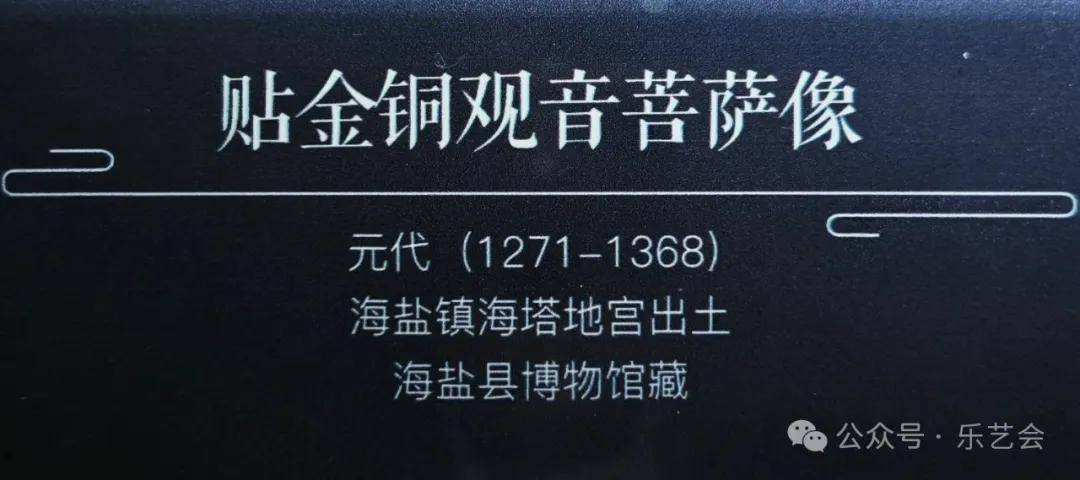 贴金铜观音菩萨像
元代（1271-1368）
海盐镇海塔地宫出土
海盐县博物馆藏
公众号·乐艺会